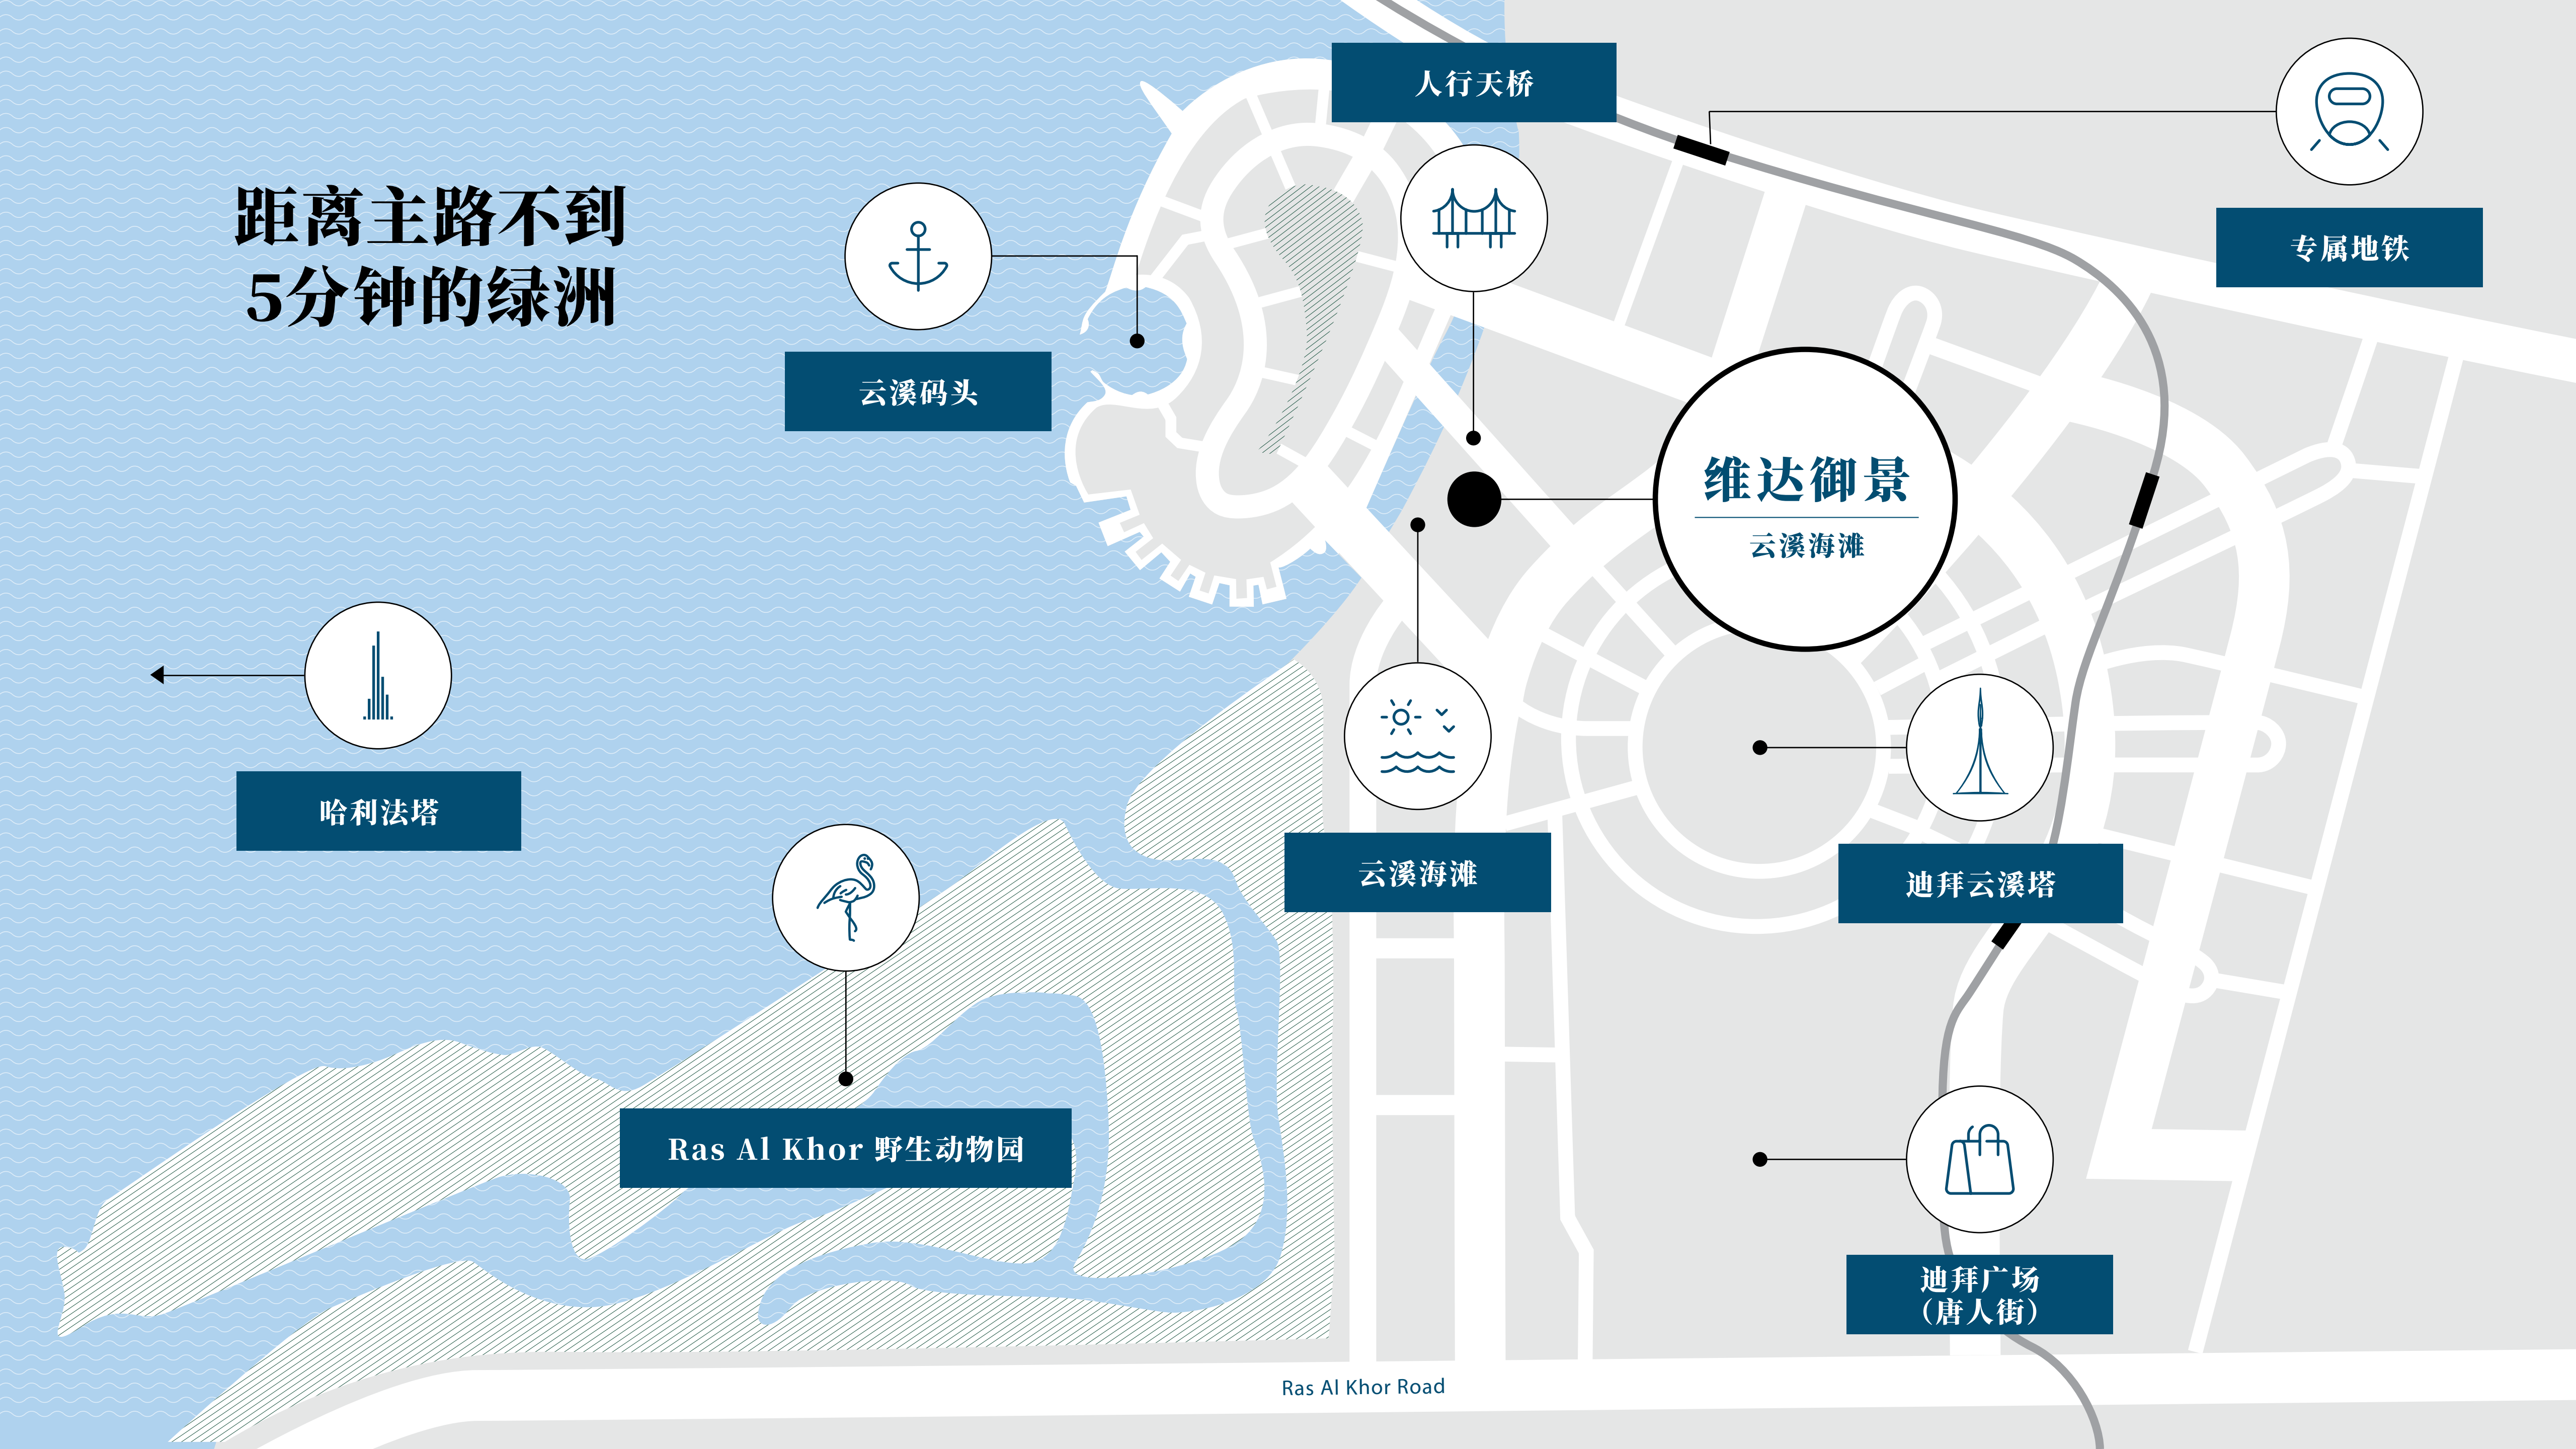 人行天桥
距离主路不到
5分钟的绿洲
专属地铁
云溪码头
维达御景
云溪海滩
哈利法塔
云溪海滩
迪拜云溪塔
Ras Al Khor 野生动物园
迪拜广场
(唐人街)
Ras Al Khor Road